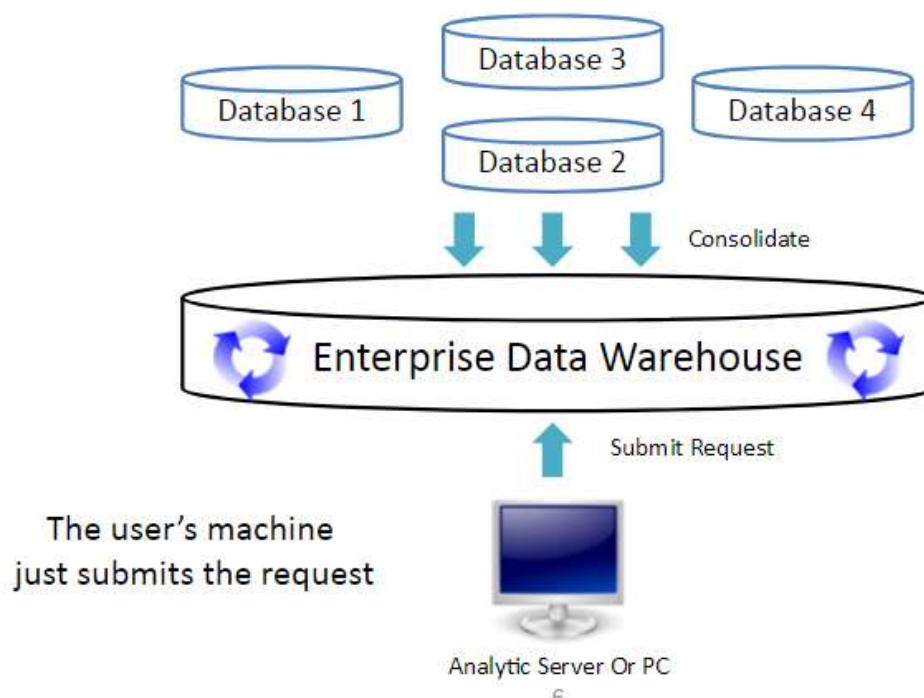 Database 3
Database 1
Database 4
Database 2
Consolidate
Enterprise Data Warehouse
Submit Request
The user’s machine
just submits the request
Analytic Server Or PC
6